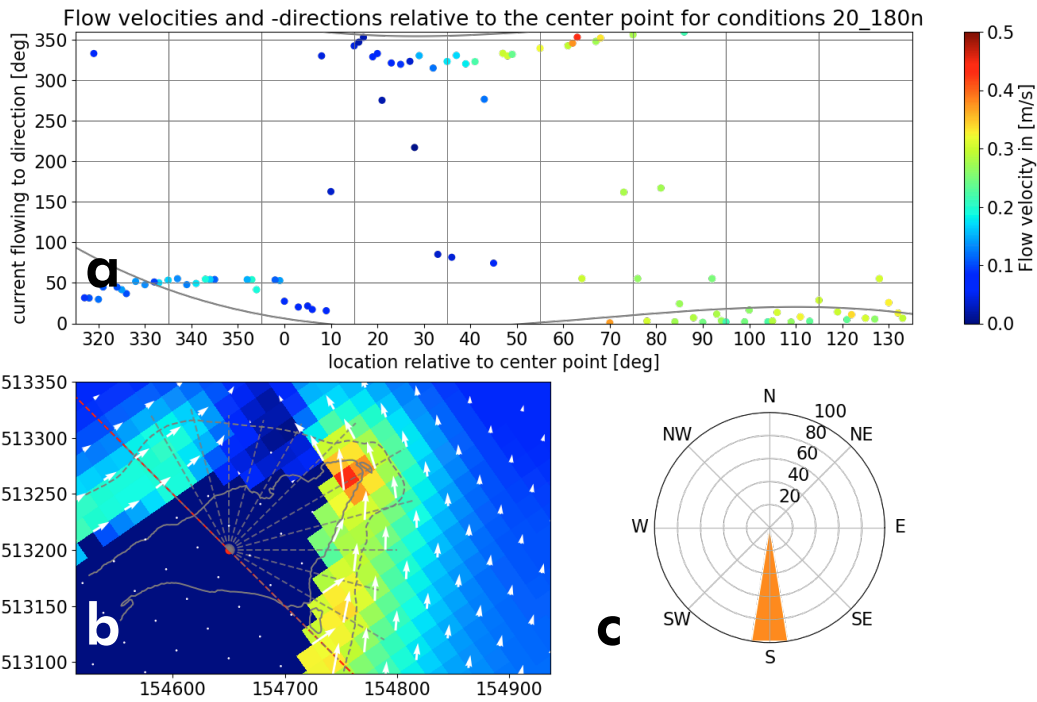 Flow velocities and -directions relative to the center point for conditions 20_180n
current flowing to direction [deg]
350
300
250
200
150
100
50
0
a
320 330 340 350 0 10 20 30 40 50 60 70 80 90 100 110 120 130
location relative to center point [deg]
0.5
0.4
0.3
0.2
0.1
0.0
Flow velocity in [m/s]
513350
513300
513250
513200
513150
513100
b
154600 154700 154800 154900
c
N
NE
E
SE
S
SW
W
NW
100
80
60
40
20